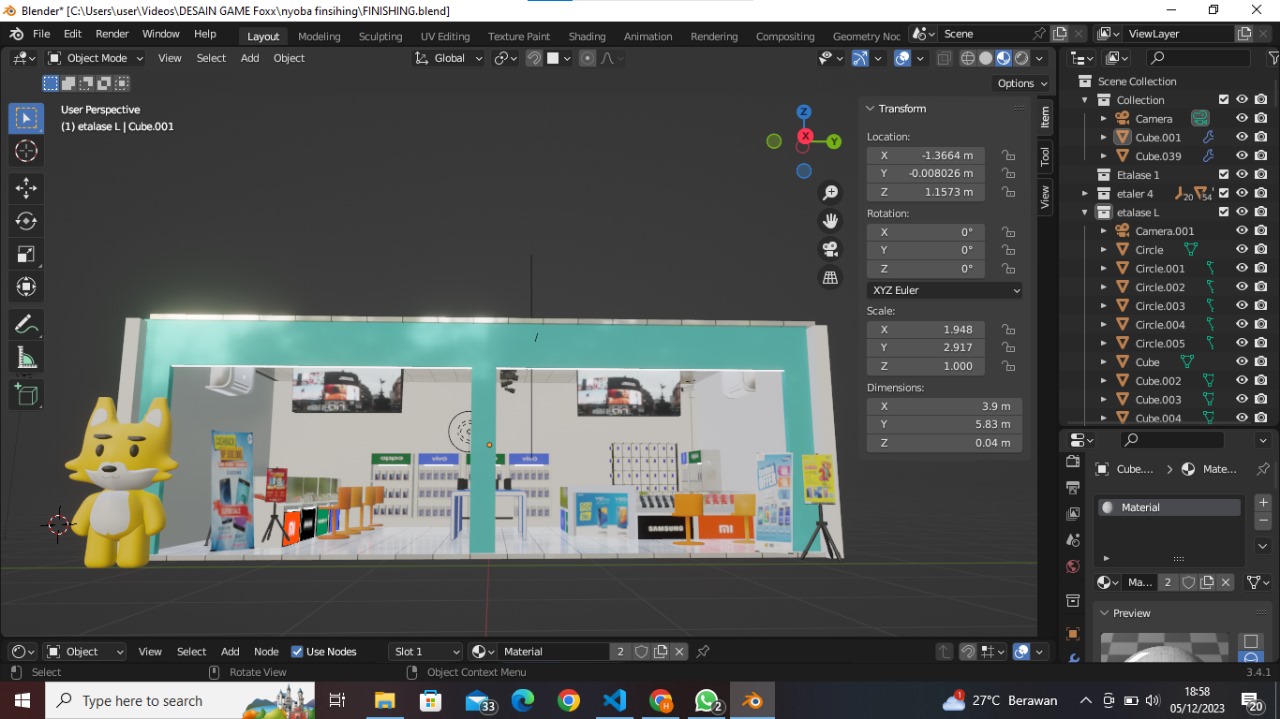 Blender* [C:\Users\user\Videos\DESAIN GAME Foxx\nyoba finsihing\FINISHING.blend]
File Edit Render Window Help Layout Modeling Sculpting UV Editing Texture Paint Shading Animation Rendering Compositing Geometry Noc Scene ViewLayer
Object Mode View Select Add Object Global
Options
User Perspective
(1) etalase L | Cube.001
Z
X
Y
Transform
Location:
X -1.3664 m
Y -0.008026 m
Z 1.1573 m
Rotation:
X 0°
Y 0°
Z 0°
XYZ Euler
Scale:
X 1.948
Y 2.917
Z 1.000
Dimensions:
X 3.9 m
Y 5.83 m
Z 0.04 m
Item
Tool
View
Scene Collection
Collection
Camera
Cube.001
Cube.039
Etalase 1
etaler 4 20 54
etalase L
Camera.001
Circle
Circle.001
Circle.002
Circle.003
Circle.004
Circle.005
Cube
Cube.002
Cube.003
Cube.004
oppo
vivo
vivo
SAMSUNG
mi
Cube.... Mate...
Material
Ma... 2
Preview
Object View Select Add Node Use Nodes Slot 1 Material 2
Select Rotate View Object Context Menu 3.4.1
Type here to search
33
2
27°C Berawan
18:58
05/12/2023
20